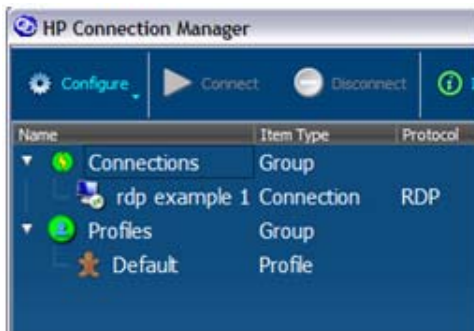 HP Connection Manager
Configure Connect Disconnect
Name Item Type Protocol
Connections Group
rdp example 1 Connection RDP
Profiles Group
Default Profile